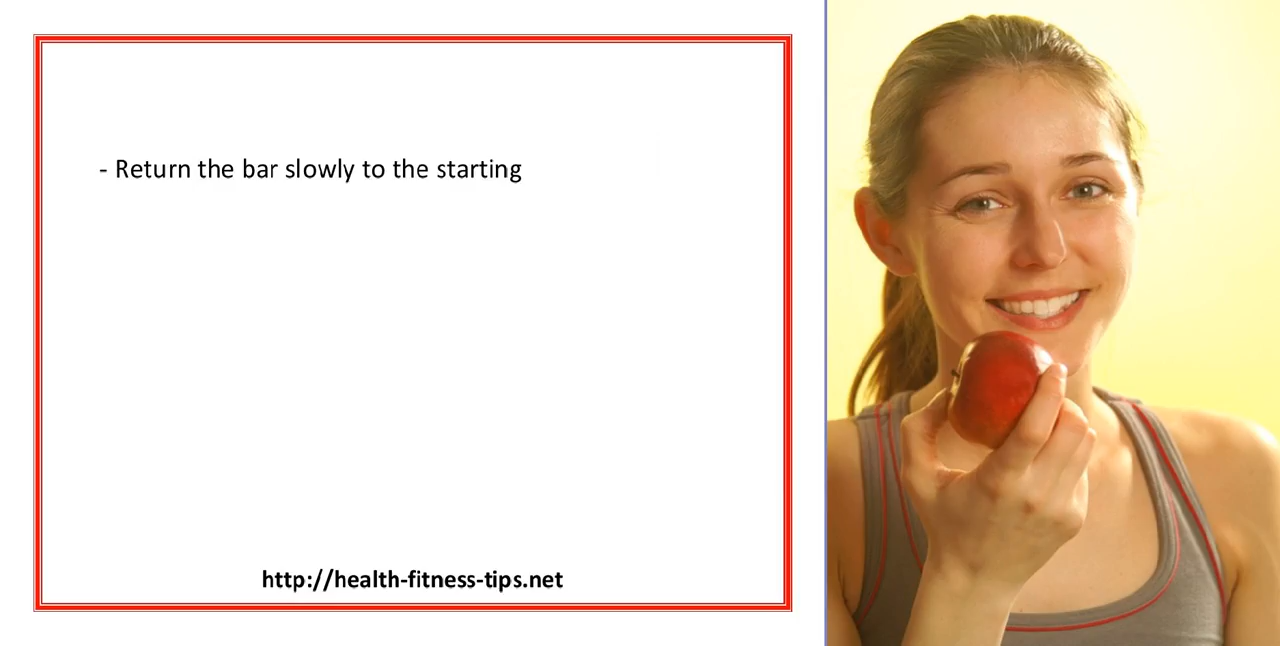 - Return the bar slowly to the starting
http://health-fitness-tips.net